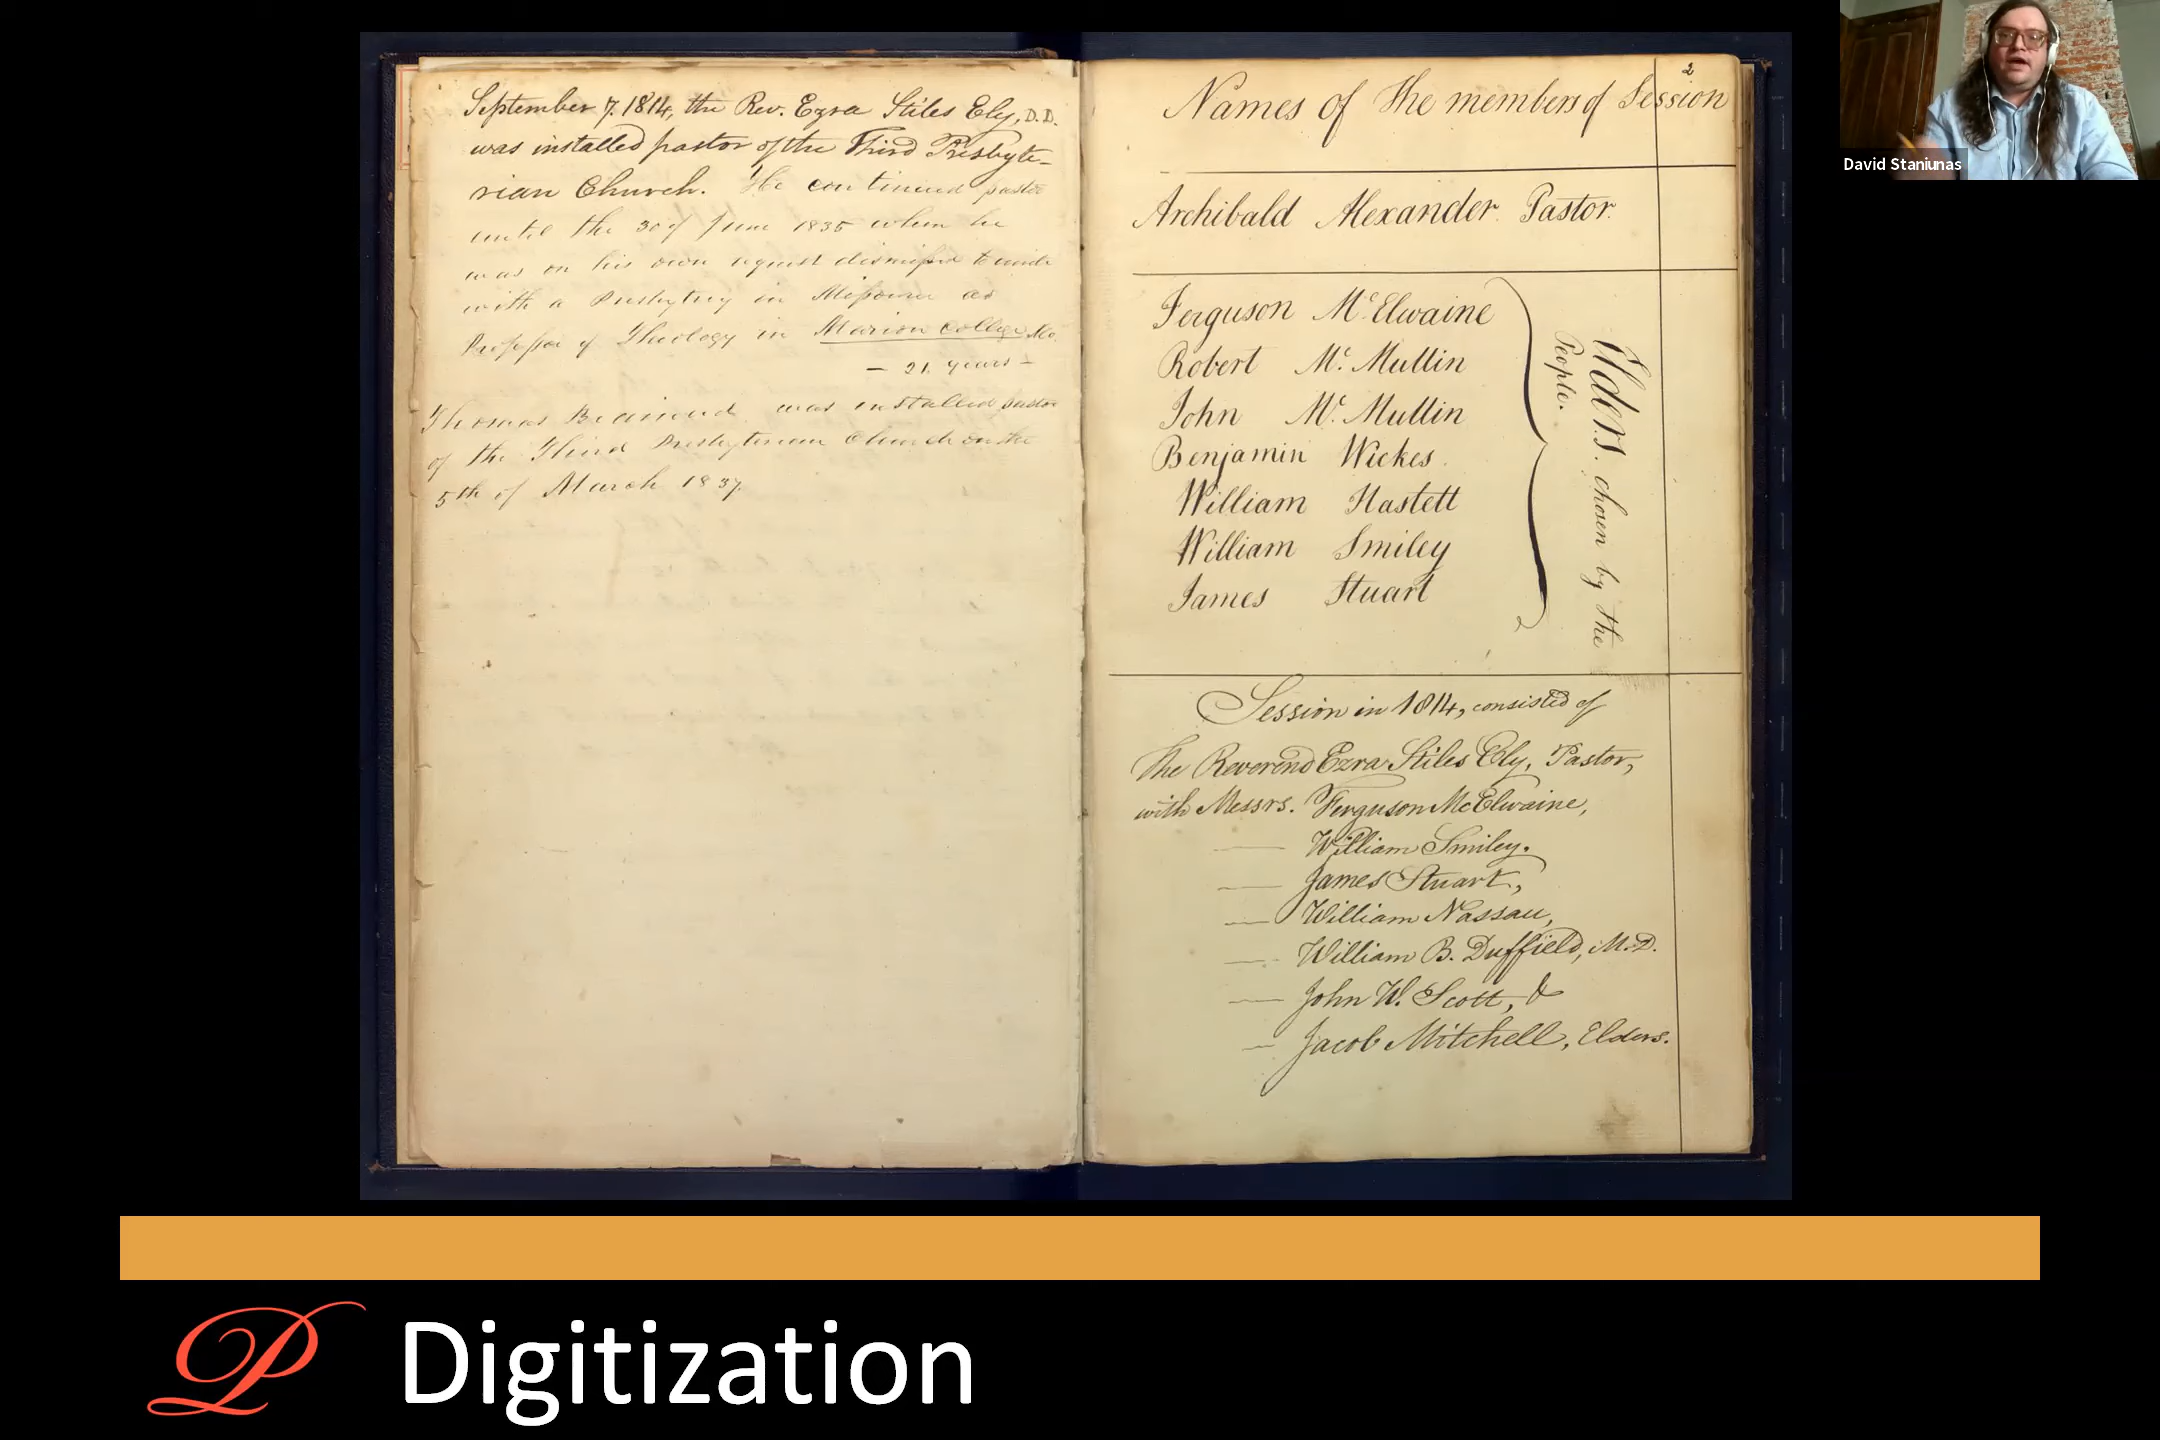 September 7. 1814, the Rev. Ezra Stiles Ely, D.D.
was installed pastor of the Third Presbyte-
rian Church. He continued pastor
until the 30 of June 1835 when he
was on his own request dismissed to unite
with a Presbytery in Missouri as
Professor of Theology in Marion College Mo.
— 21 years —
Thomas Brainerd was installed pastor
of the Third Presbyterian Church on the
5th of March 1837.
2
Names of the members of Session
Archibald Alexander Pastor.
Ferguson McElwaine
Robert McMullin
John McMullin
Benjamin Wickes
William Haslett
William Smiley
James Stuart
Elders. chosen by the
People.
Session in 1814, consisted of
the Reverend Ezra Stiles Ely, Pastor,
with Messrs. Ferguson McElwaine,
— William Smiley.
— James Stuart,
— William Nassau,
— William B. Duffield, M.D.
— John W. Scott, &
— Jacob Mitchell, Elders.
David Staniunas
P Digitization